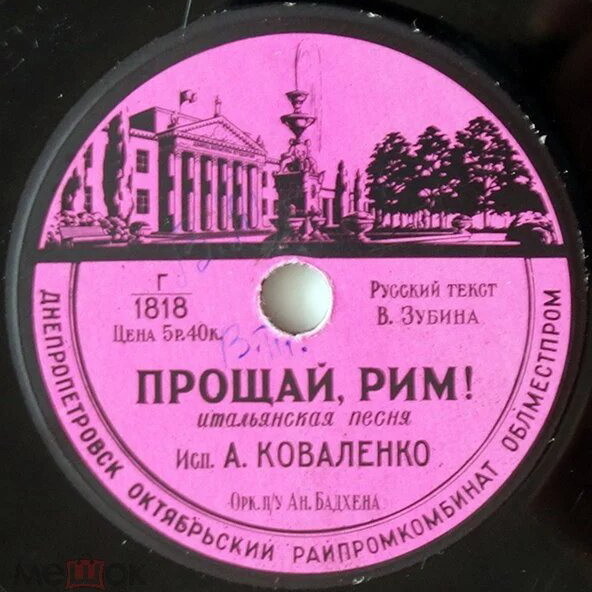 Г
1818
Цена 5р.40к.
Русский текст
В. Зубина
ПРОЩАЙ, РИМ!
итальянская песня
Исп. А. КОВАЛЕНКО
Орк. п/у Ан. Бадхена
ДНЕПРОПЕТРОВСК ОКТЯБРЬСКИЙ РАЙПРОМКОМБИНАТ ОБЛМЕСТПРОМ
мешок